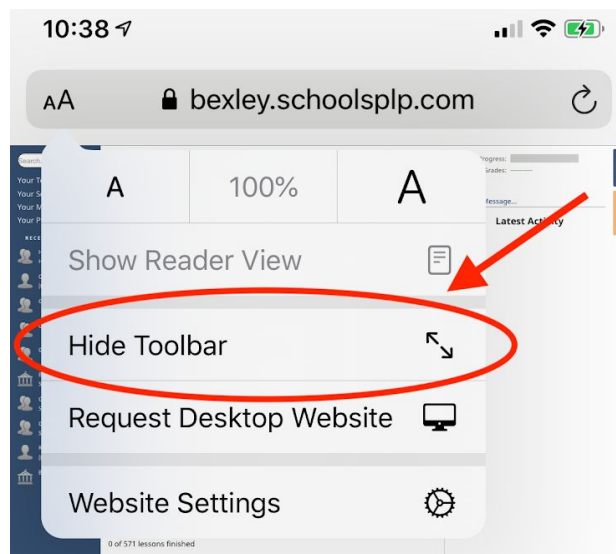 10:38
AA bexley.schoolsplp.com
Search
Your
Your
Your
Your P
RECE
Progress:
Grades:
Message...
Latest Activity
A 100% A
Show Reader View
Hide Toolbar
Request Desktop Website
Website Settings
0 of 571 lessons finished